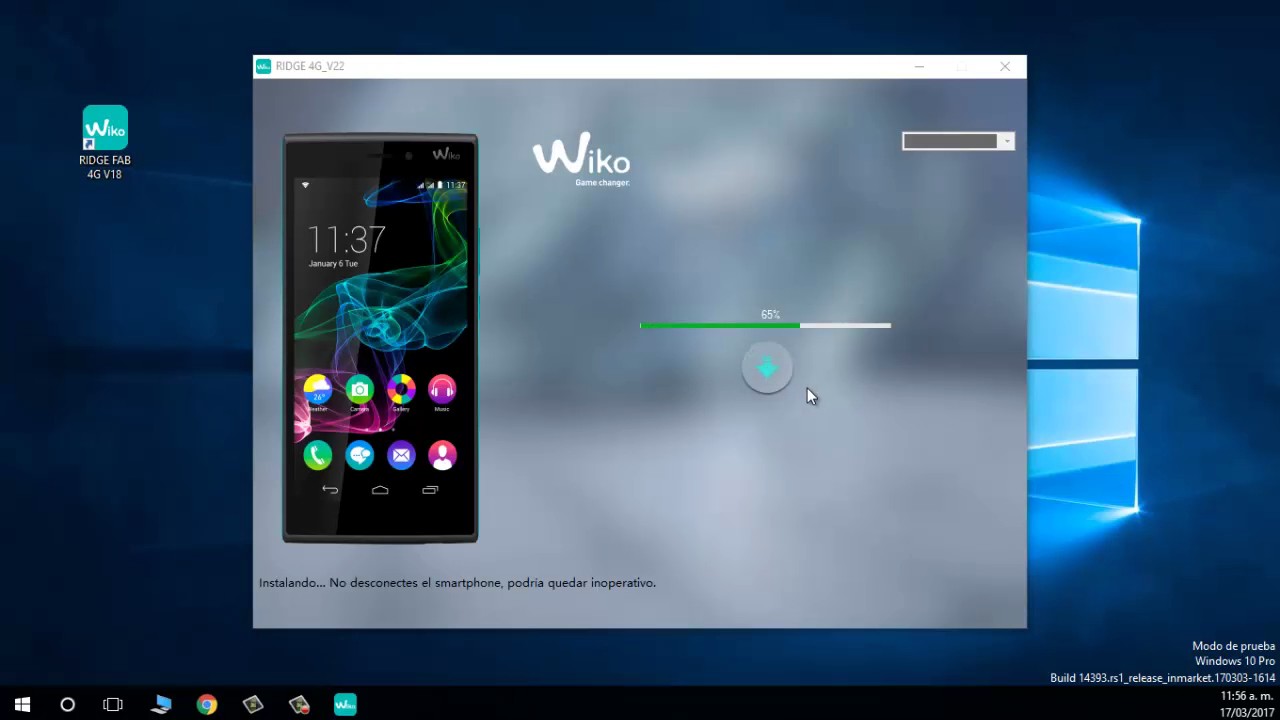 RIDGE 4G_V22
Wiko
RIDGE FAB
4G V18
Wiko
11:37
11:37
January 6 Tue
26°
Weather
Camera
Gallery
Music
Wiko
Game changer.
65%
Instalando... No desconectes el smartphone, podría quedar inoperativo.
Modo de prueba
Windows 10 Pro
Build 14393.rs1_release_inmarket.170303-1614
11:56 a. m.
17/03/2017
Wiko